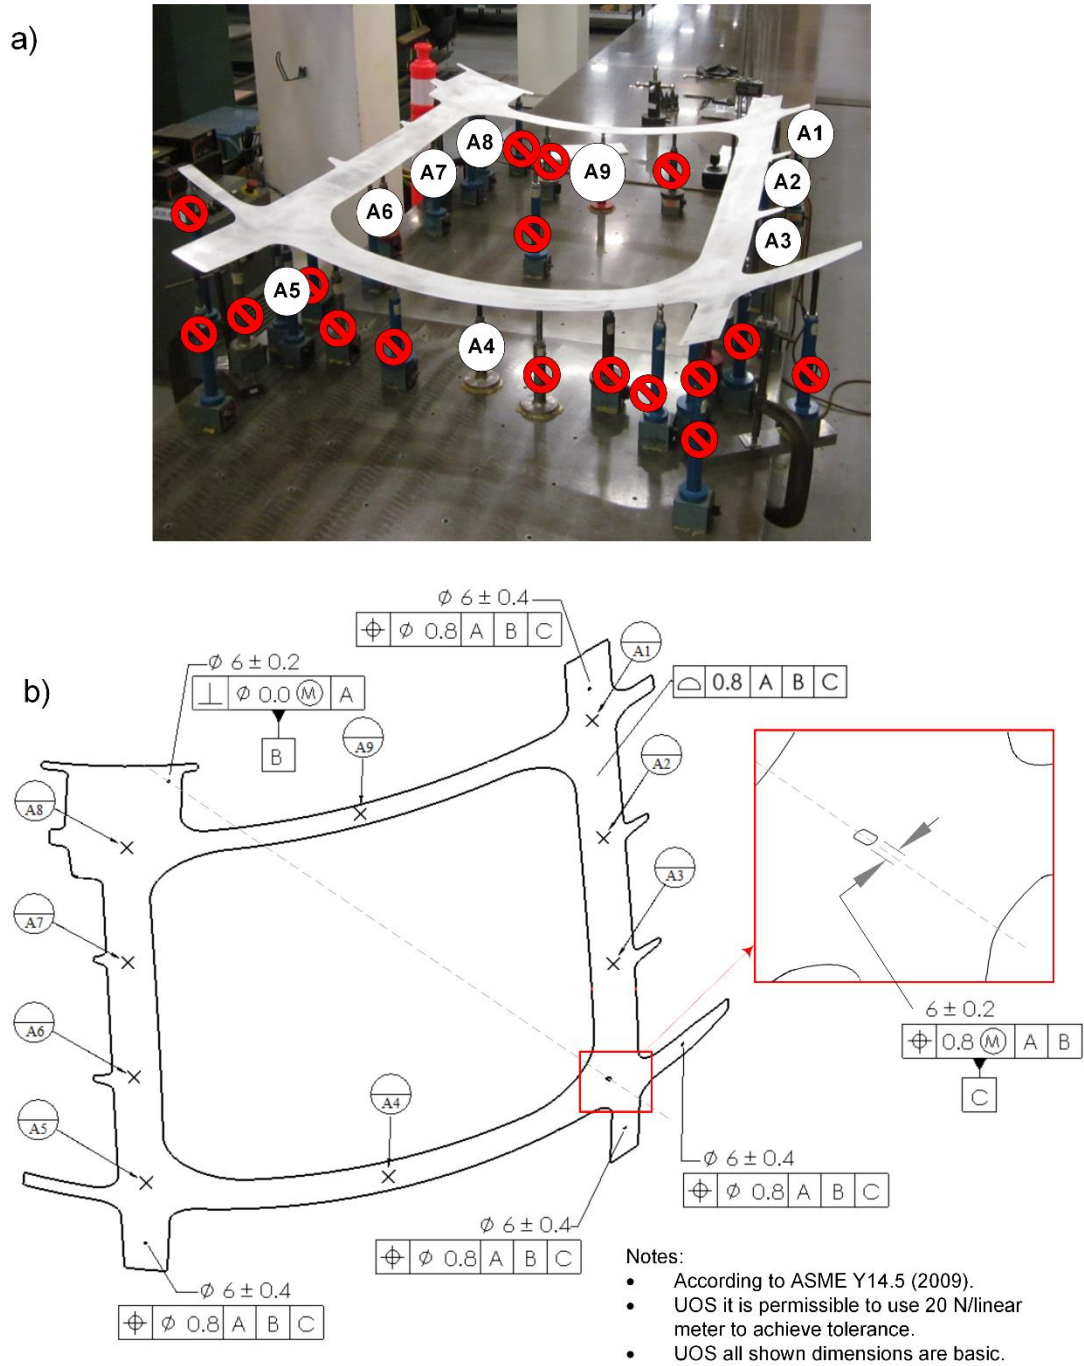 a)
A1
A8
A7
A9
A2
A6
A3
A5
A4
b)
⌀ 6 ± 0.4
⌖ ⌀ 0.8 A B C
A1
⌀ 6 ± 0.2
⟂ ⌀ 0.0 Ⓜ A
B
⌓ 0.8 A B C
A9
A2
A8
A3
A7
6 ± 0.2
⌖ 0.8 Ⓜ A B
C
A6
A4
A5
⌀ 6 ± 0.4
⌖ ⌀ 0.8 A B C
⌀ 6 ± 0.4
⌖ ⌀ 0.8 A B C
⌀ 6 ± 0.4
⌖ ⌀ 0.8 A B C
Notes:
• According to ASME Y14.5 (2009).
• UOS it is permissible to use 20 N/linear
meter to achieve tolerance.
• UOS all shown dimensions are basic.